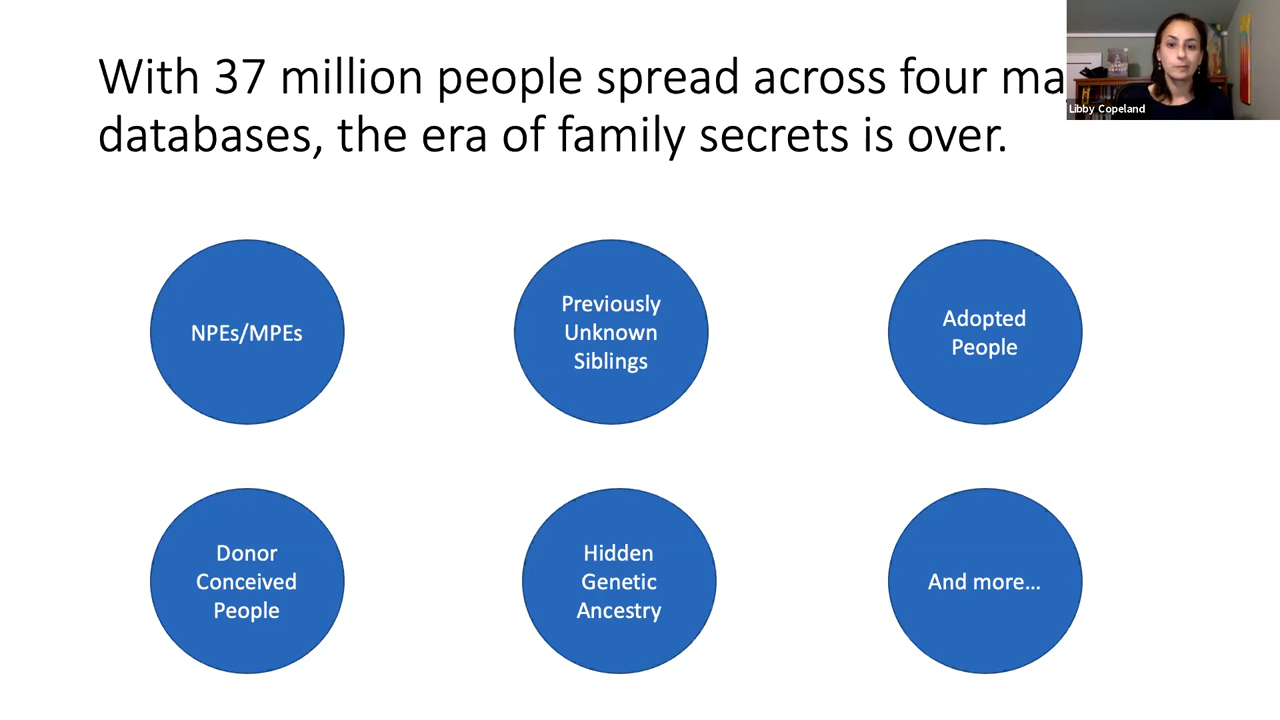 With 37 million people spread across four
databases, the era of family secrets is over.
Libby Copeland
NPEs/MPEs
Previously
Unknown
Siblings
Adopted
People
Donor
Conceived
People
Hidden
Genetic
Ancestry
And more...